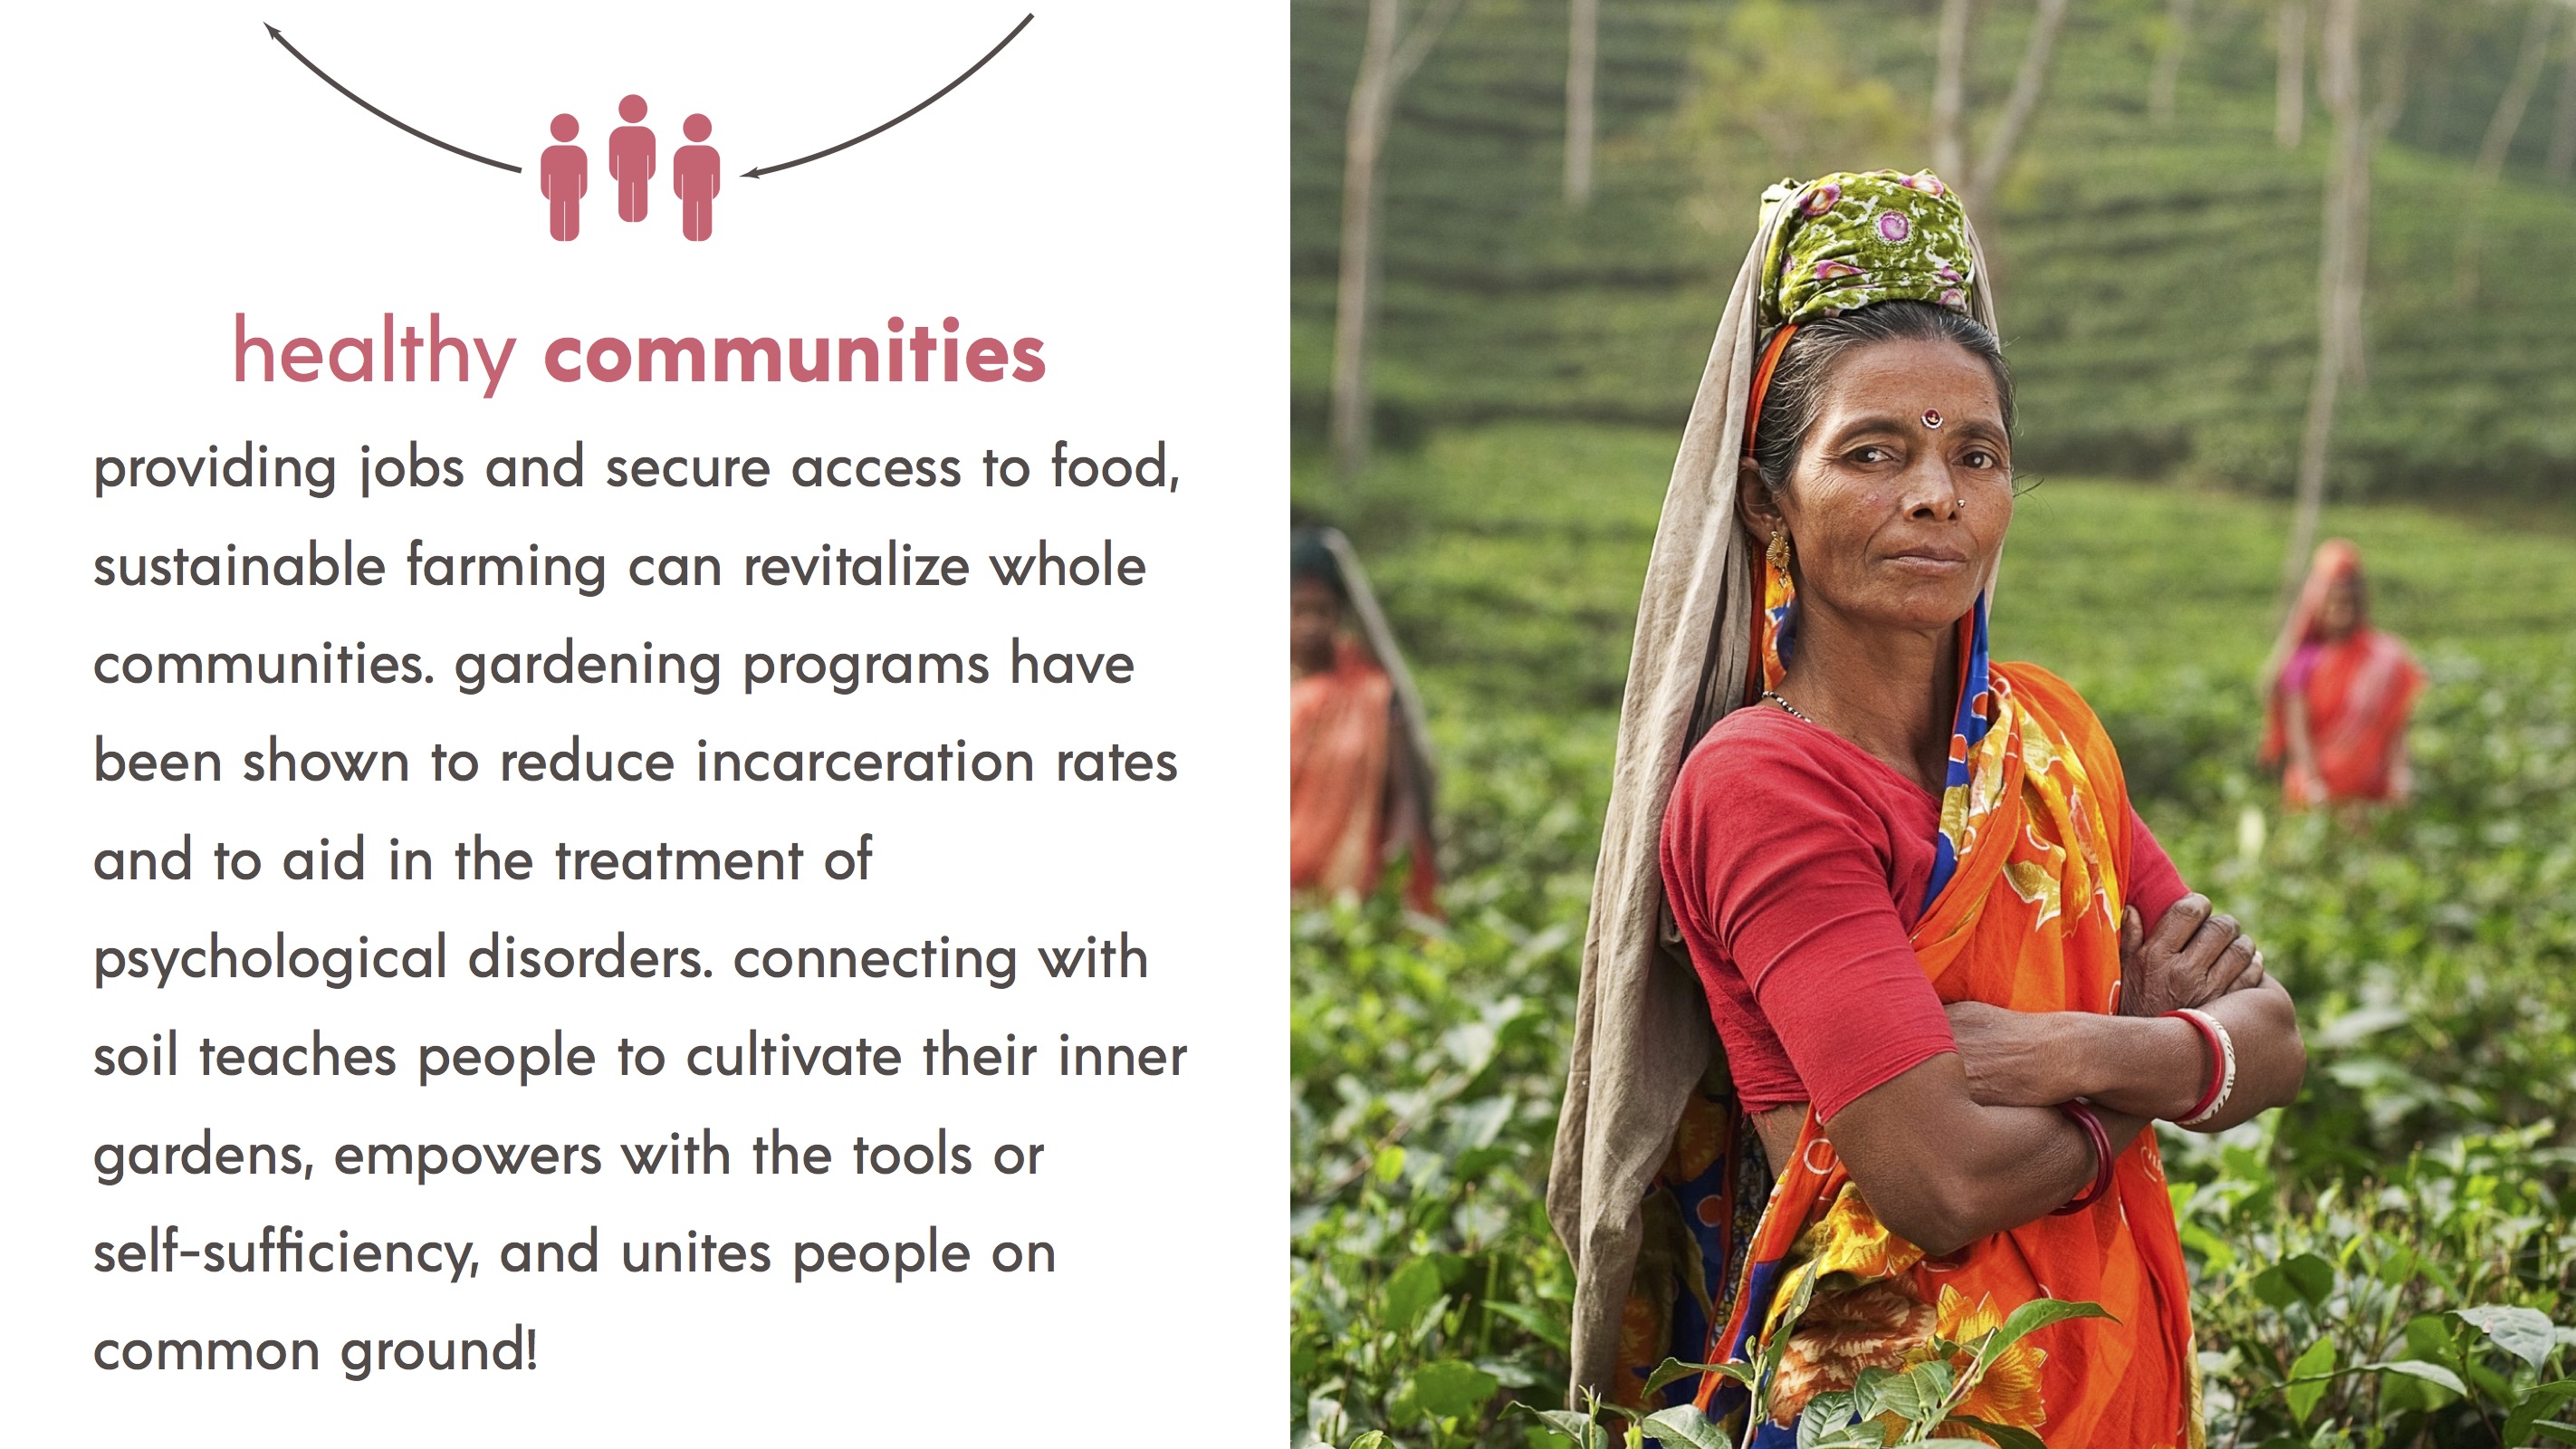 healthy communities
providing jobs and secure access to food,
sustainable farming can revitalize whole
communities. gardening programs have
been shown to reduce incarceration rates
and to aid in the treatment of
psychological disorders. connecting with
soil teaches people to cultivate their inner
gardens, empowers with the tools or
self-sufficiency, and unites people on
common ground!